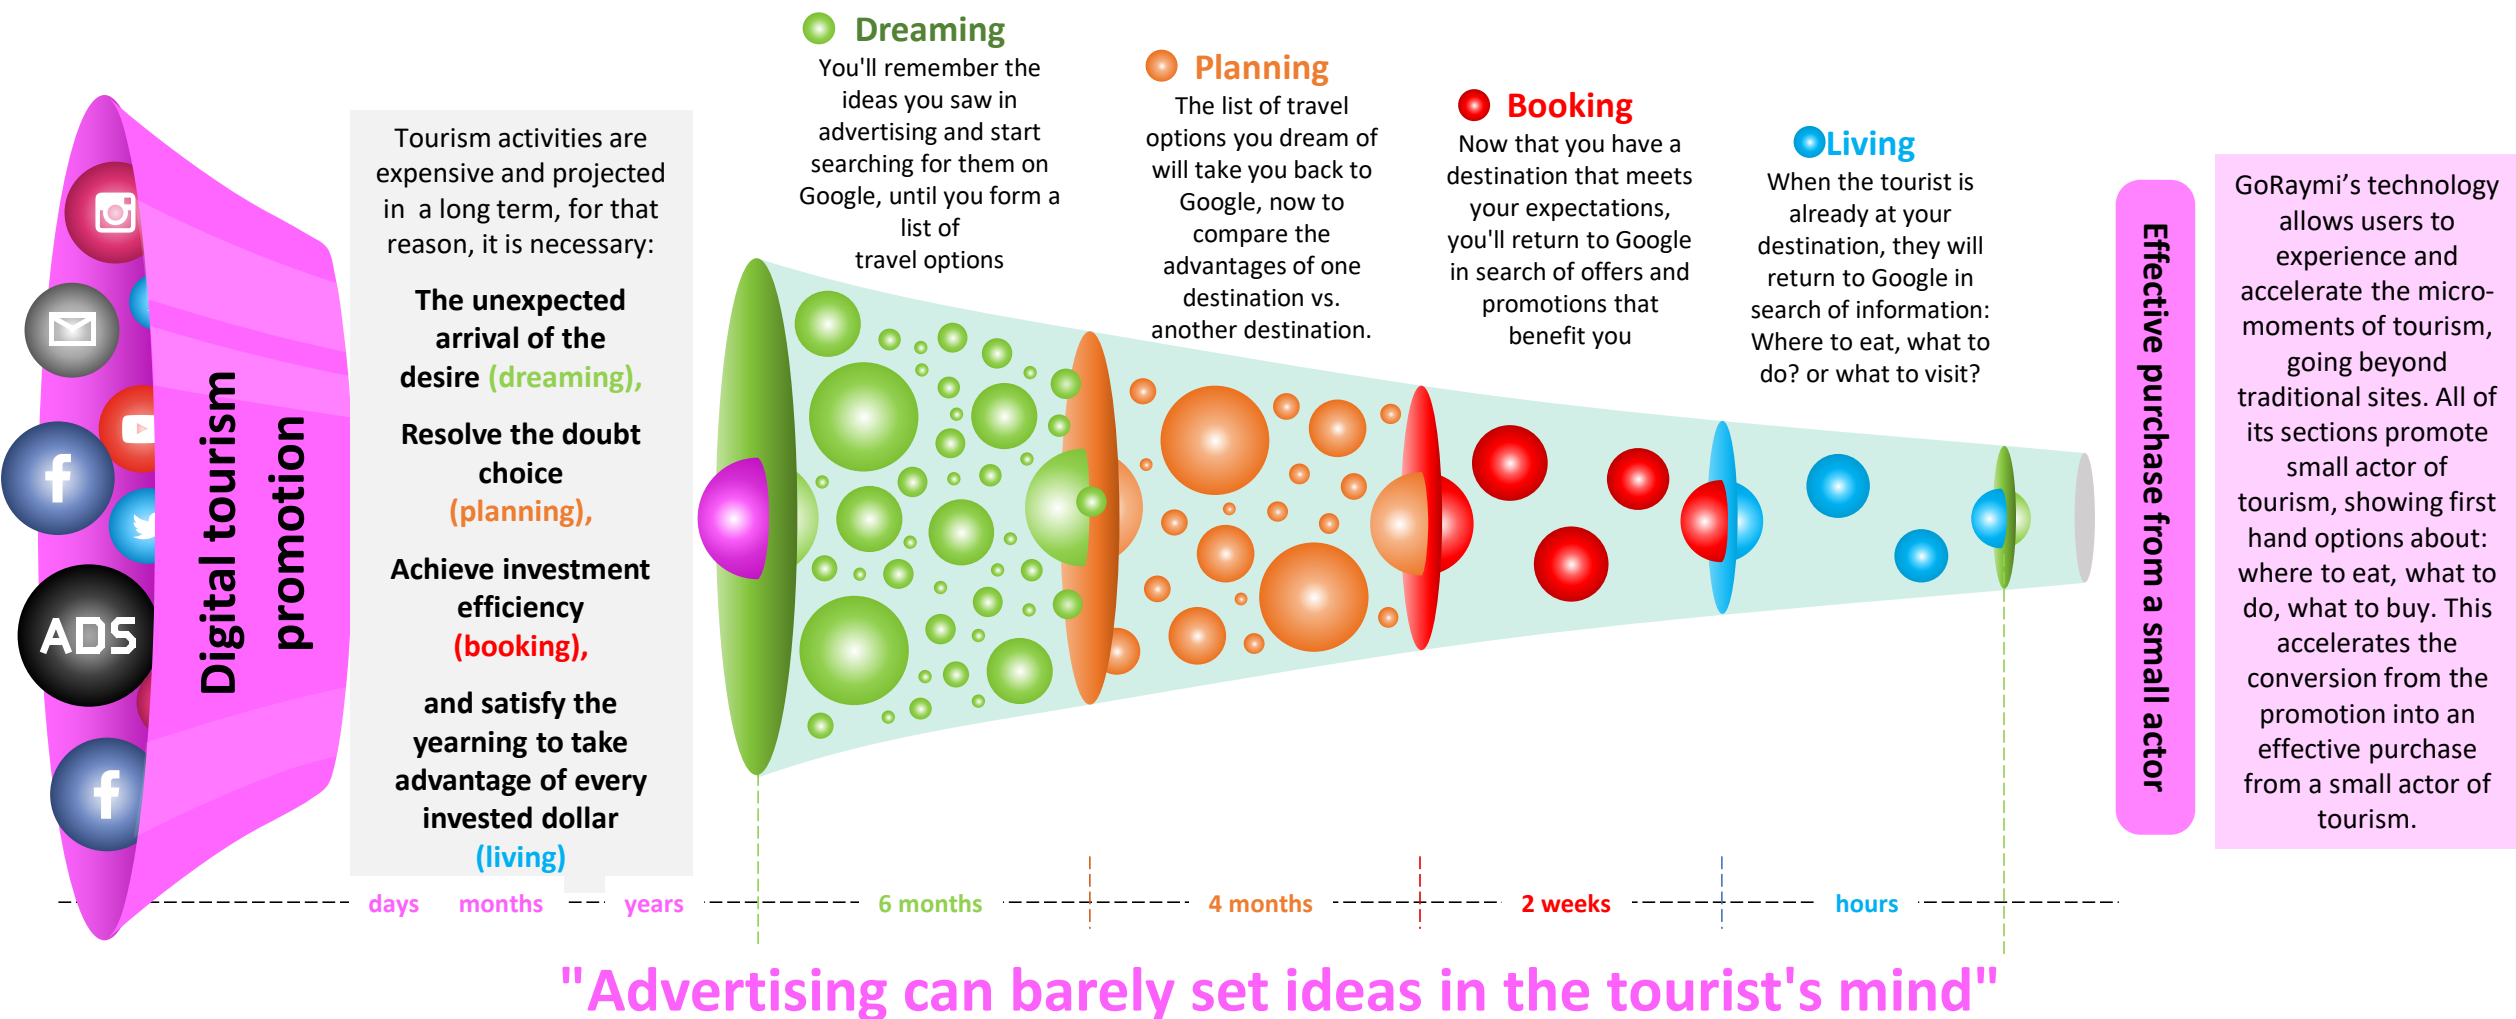 Digital tourism
promotion
ADS
Tourism activities are
expensive and projected
in a long term, for that
reason, it is necessary:
The unexpected
arrival of the
desire (dreaming),
Resolve the doubt
choice
(planning),
Achieve investment
efficiency
(booking),
and satisfy the
yearning to take
advantage of every
invested dollar
(living)
Dreaming
You'll remember the
ideas you saw in
advertising and start
searching for them on
Google, until you form a
list of
travel options
Planning
The list of travel
options you dream of
will take you back to
Google, now to
compare the
advantages of one
destination vs.
another destination.
Booking
Now that you have a
destination that meets
your expectations,
you'll return to Google
in search of offers and
promotions that
benefit you
Living
When the tourist is
already at your
destination, they will
return to Google in
search of information:
Where to eat, what to
do? or what to visit?
Effective purchase from a small actor
GoRaymi’s technology
allows users to
experience and
accelerate the micro-
moments of tourism,
going beyond
traditional sites. All of
its sections promote
small actor of
tourism, showing first
hand options about:
where to eat, what to
do, what to buy. This
accelerates the
conversion from the
promotion into an
effective purchase
from a small actor of
tourism.
days months years 6 months 4 months 2 weeks hours
"Advertising can barely set ideas in the tourist's mind"